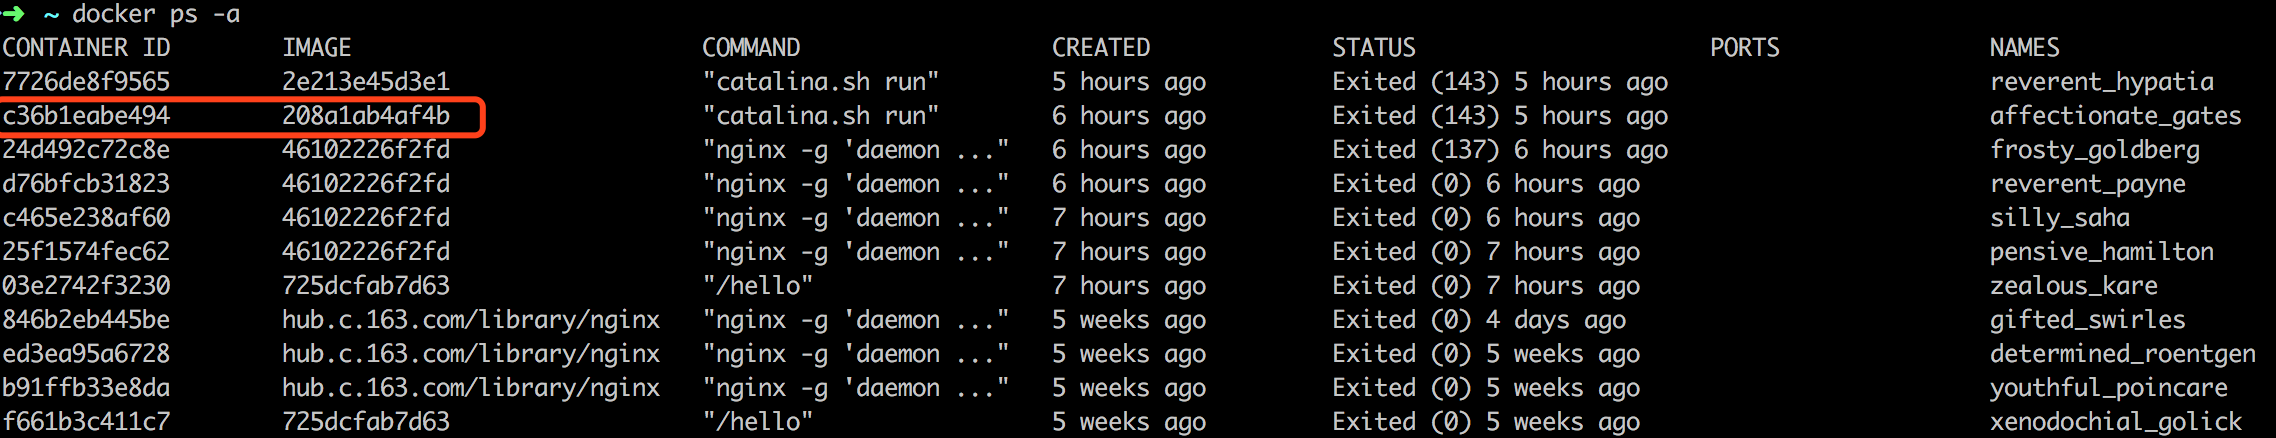 ➜ ~ docker ps -a
CONTAINER ID IMAGE COMMAND CREATED STATUS PORTS NAMES
7726de8f9565 2e213e45d3e1 "catalina.sh run" 5 hours ago Exited (143) 5 hours ago reverent_hypatia
c36b1eabe494 208a1ab4af4b "catalina.sh run" 6 hours ago Exited (143) 5 hours ago affectionate_gates
24d492c72c8e 46102226f2fd "nginx -g 'daemon ..." 6 hours ago Exited (137) 6 hours ago frosty_goldberg
d76bfcb31823 46102226f2fd "nginx -g 'daemon ..." 6 hours ago Exited (0) 6 hours ago reverent_payne
c465e238af60 46102226f2fd "nginx -g 'daemon ..." 7 hours ago Exited (0) 6 hours ago silly_saha
25f1574fec62 46102226f2fd "nginx -g 'daemon ..." 7 hours ago Exited (0) 7 hours ago pensive_hamilton
03e2742f3230 725dcfab7d63 "/hello" 7 hours ago Exited (0) 7 hours ago zealous_kare
846b2eb445be hub.c.163.com/library/nginx "nginx -g 'daemon ..." 5 weeks ago Exited (0) 4 days ago gifted_swirles
ed3ea95a6728 hub.c.163.com/library/nginx "nginx -g 'daemon ..." 5 weeks ago Exited (0) 5 weeks ago determined_roentgen
b91ffb33e8da hub.c.163.com/library/nginx "nginx -g 'daemon ..." 5 weeks ago Exited (0) 5 weeks ago youthful_poincare
f661b3c411c7 725dcfab7d63 "/hello" 5 weeks ago Exited (0) 5 weeks ago xenodochial_golick